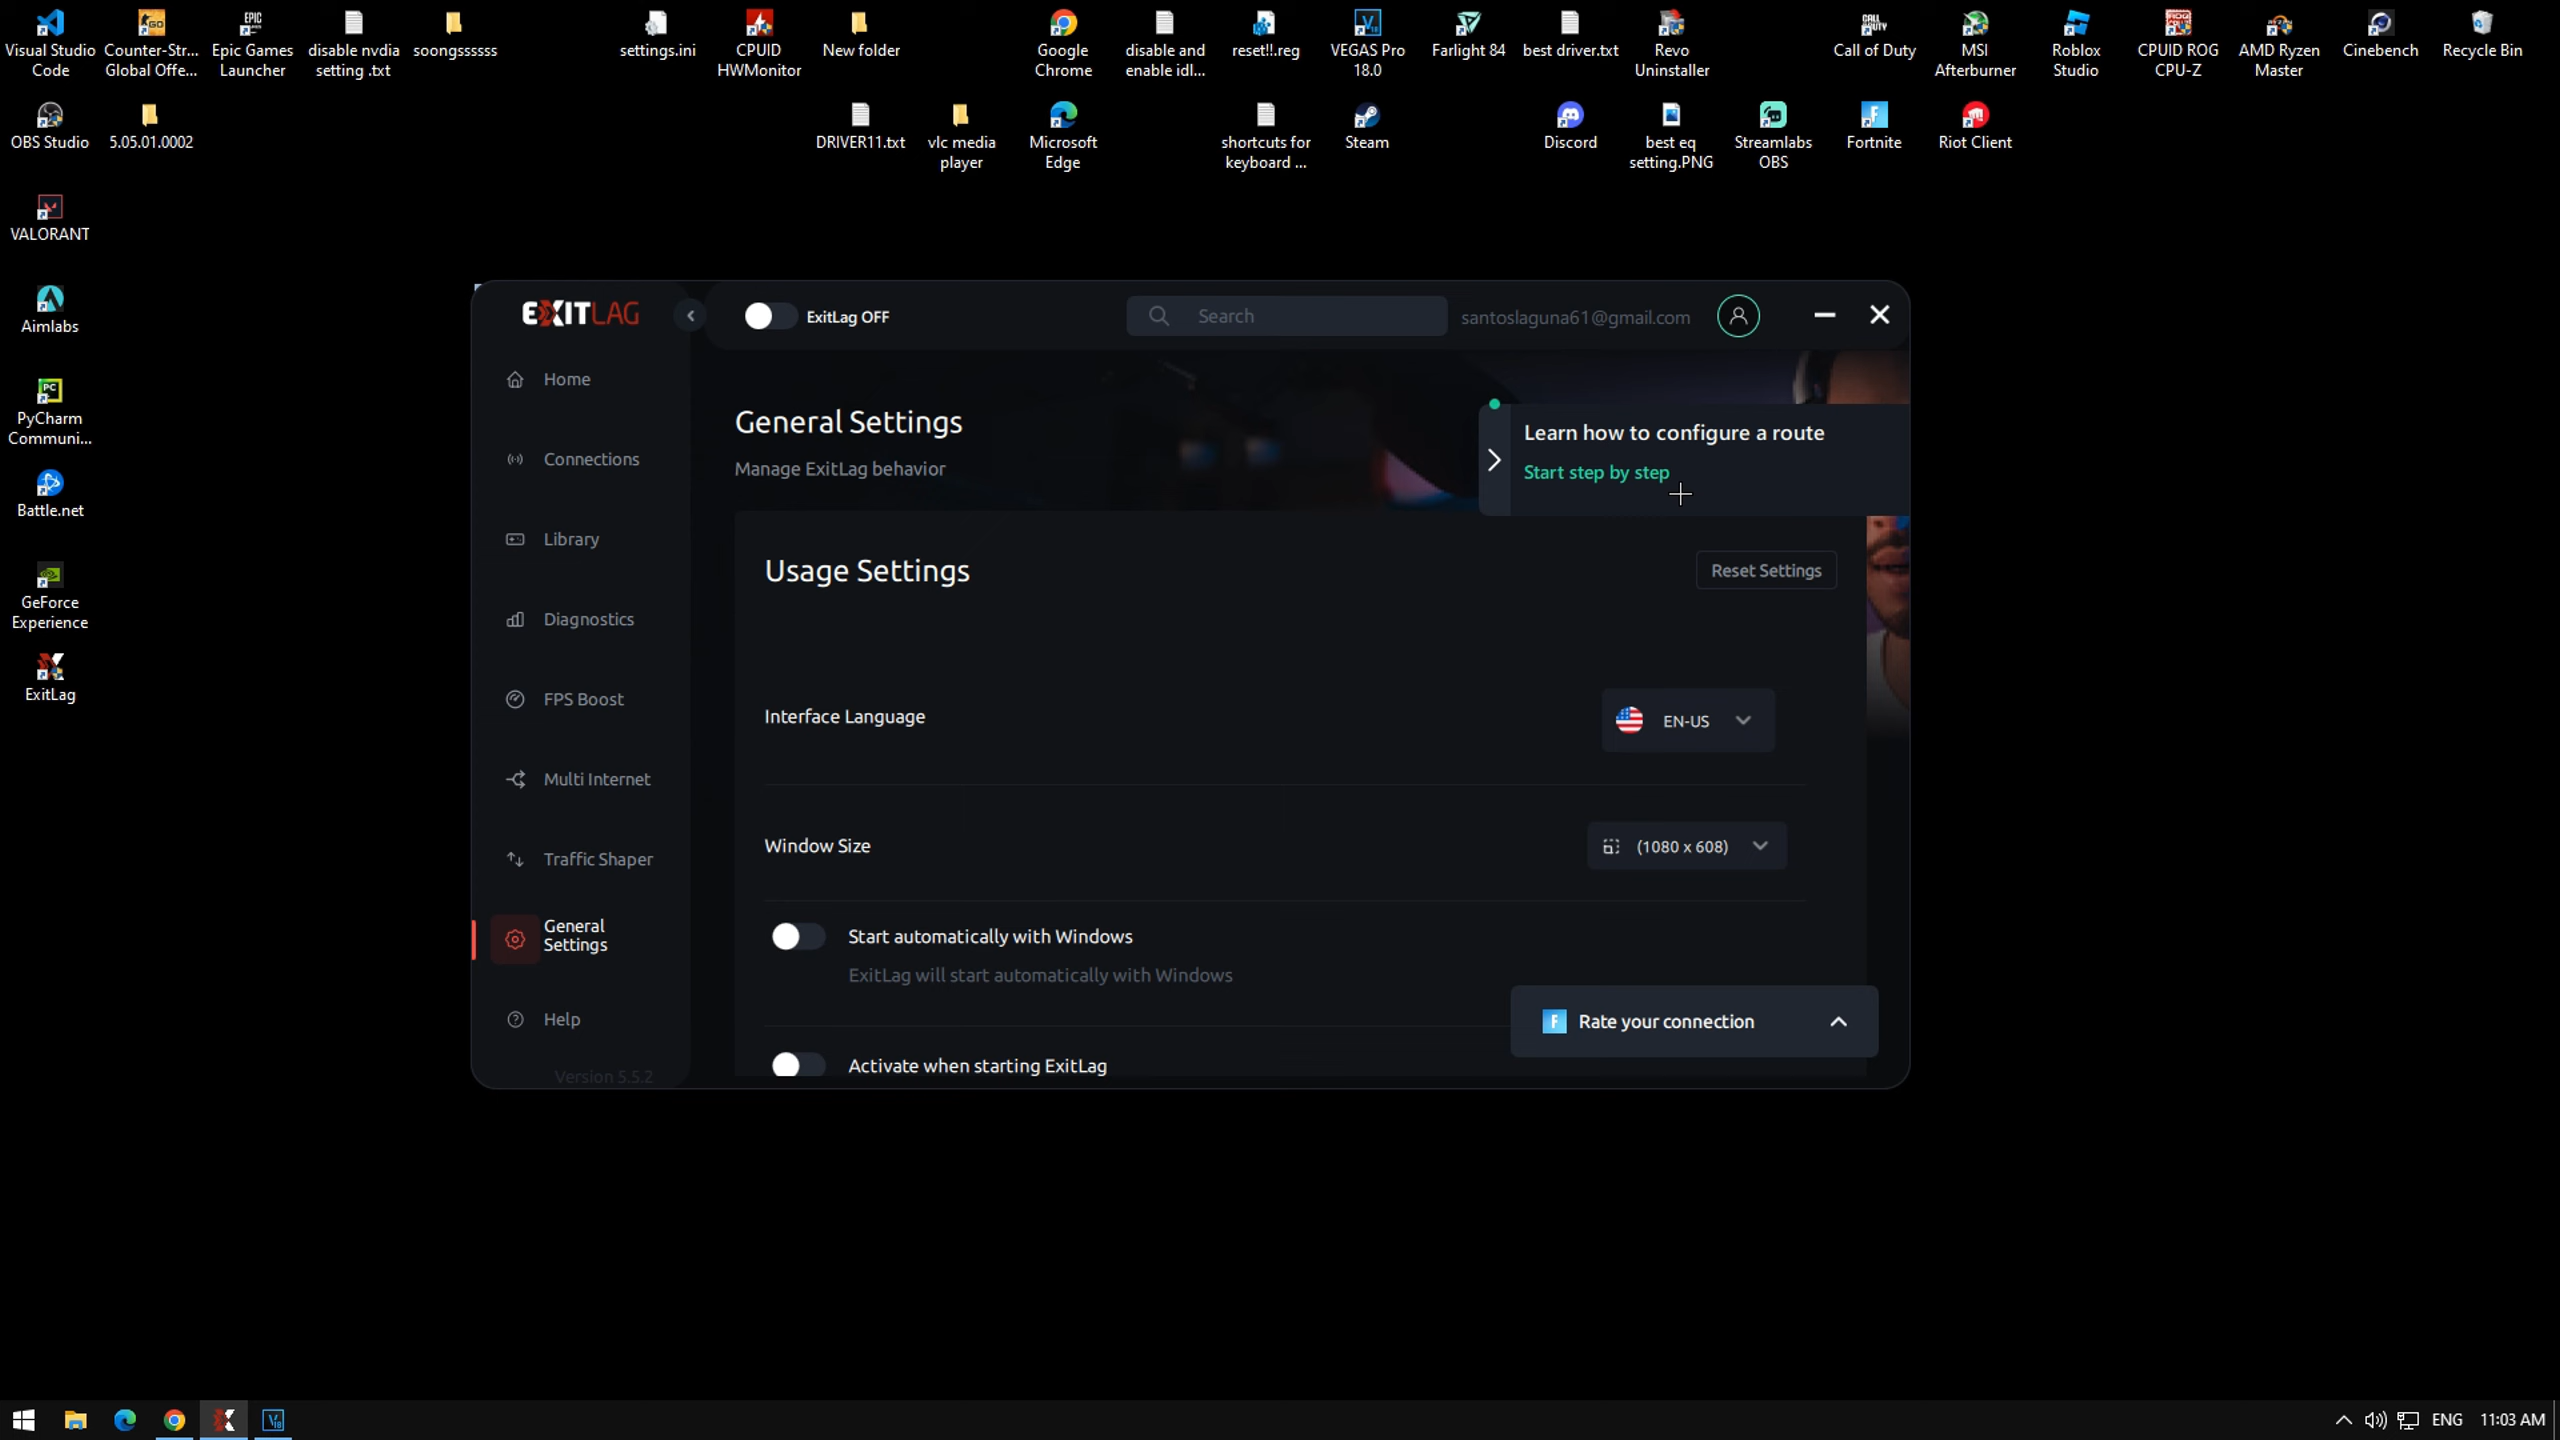 Visual Studio
Code
Counter-Str...
Global Offe...
Epic Games
Launcher
disable nvdia
setting .txt
soongssssss
settings.ini
CPUID
HWMonitor
New folder
Google
Chrome
disable and
enable idl...
reset!!.reg
VEGAS Pro
18.0
Farlight 84
best driver.txt
Revo
Uninstaller
Call of Duty
MSI
Afterburner
Roblox
Studio
CPUID ROG
CPU-Z
AMD Ryzen
Master
Cinebench
Recycle Bin
OBS Studio
5.05.01.0002
DRIVER11.txt
vlc media
player
Microsoft
Edge
shortcuts for
keyboard ...
Steam
Discord
best eq
setting.PNG
Streamlabs
OBS
Fortnite
Riot Client
VALORANT
Aimlabs
PyCharm
Communi...
Battle.net
GeForce
Experience
ExitLag
EXITLAG
ExitLag OFF
Search
santoslaguna61@gmail.com
Home
Connections
Library
Diagnostics
FPS Boost
Multi Internet
Traffic Shaper
General
Settings
Help
Version 5.5.2
General Settings
Manage ExitLag behavior
Learn how to configure a route
Start step by step
Usage Settings
Reset Settings
Interface Language
EN-US
Window Size
(1080 x 608)
Start automatically with Windows
ExitLag will start automatically with Windows
Activate when starting ExitLag
Rate your connection
ENG
11:03 AM